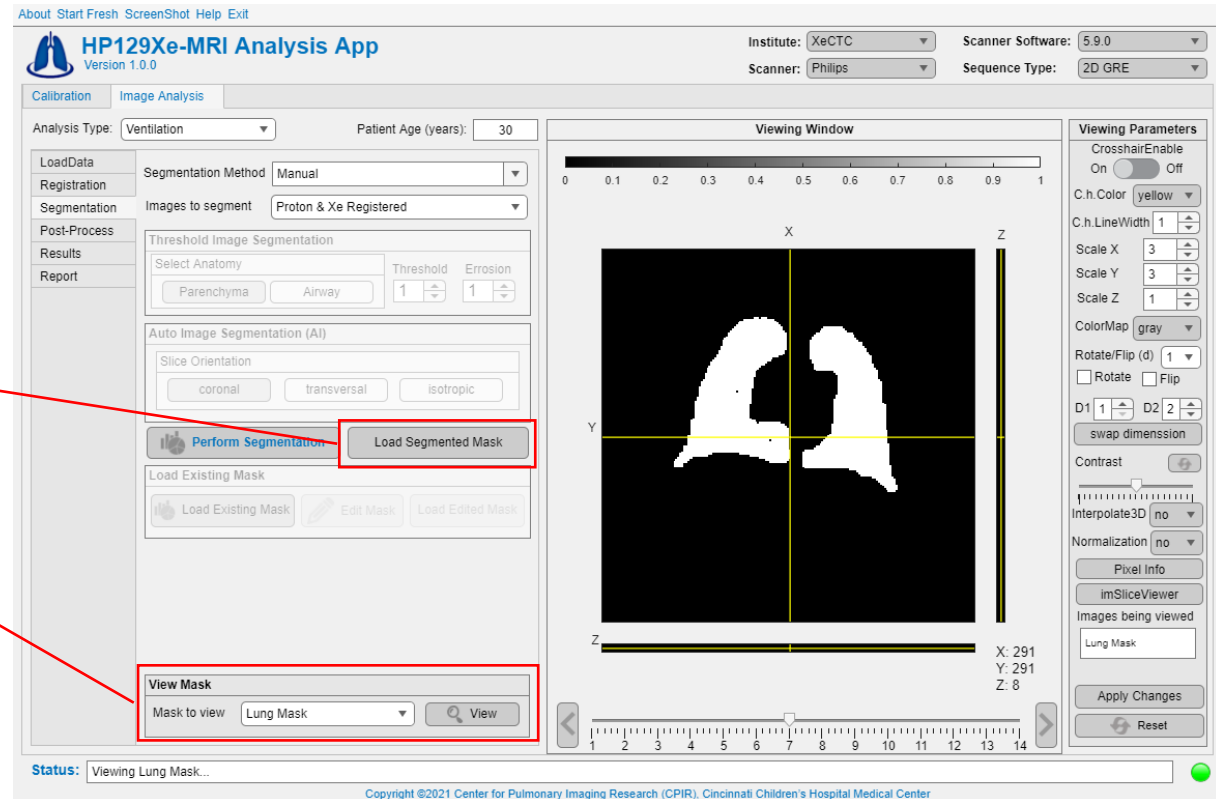 About Start Fresh ScreenShot Help Exit
HP129Xe-MRI Analysis App
Version 1.0.0
Institute: XeCTC
Scanner Software: 5.9.0
Scanner: Philips
Sequence Type: 2D GRE
Calibration Image Analysis
Analysis Type: Ventilation
Patient Age (years): 30
LoadData
Registration
Segmentation
Post-Process
Results
Report
Segmentation Method Manual
Images to segment Proton & Xe Registered
Threshold Image Segmentation
Select Anatomy
Threshold Errosion
Parenchyma Airway 1 1
Auto Image Segmentation (AI)
Slice Orientation
coronal transversal isotropic
Perform Segmentation Load Segmented Mask
Load Existing Mask
Load Existing Mask Edit Mask Load Edited Mask
View Mask
Mask to view Lung Mask View
Viewing Window
0 0.1 0.2 0.3 0.4 0.5 0.6 0.7 0.8 0.9 1
X
Z
Y
Z
X: 291
Y: 291
Z: 8
1 2 3 4 5 6 7 8 9 10 11 12 13 14
Viewing Parameters
CrosshairEnable
On Off
C.h.Color yellow
C.h.LineWidth 1
Scale X 3
Scale Y 3
Scale Z 1
ColorMap gray
Rotate/Flip (d) 1
Rotate Flip
D1 1 D2 2
swap dimenssion
Contrast
Interpolate3D no
Normalization no
Pixel Info
imSliceViewer
Images being viewed
Lung Mask
Apply Changes
Reset
Status: Viewing Lung Mask...
Copyright ©2021 Center for Pulmonary Imaging Research (CPIR), Cincinnati Children's Hospital Medical Center